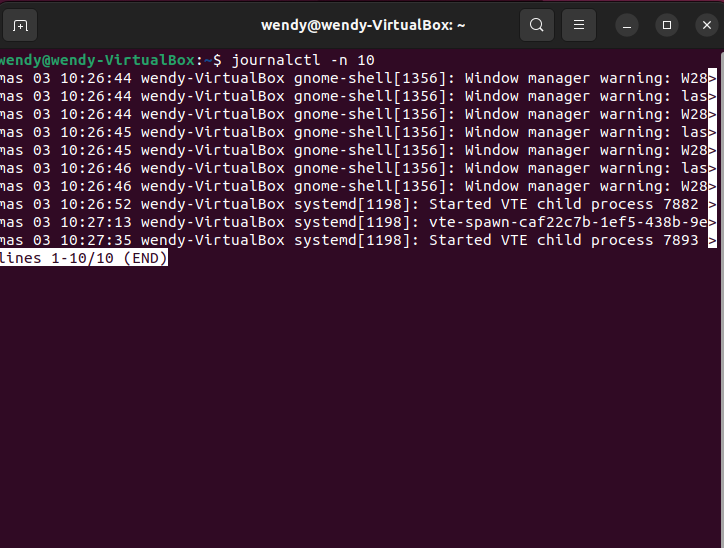 wendy@wendy-VirtualBox: ~
wendy@wendy-VirtualBox:~$ journalctl -n 10
mas 03 10:26:44 wendy-VirtualBox gnome-shell[1356]: Window manager warning: W28>
mas 03 10:26:44 wendy-VirtualBox gnome-shell[1356]: Window manager warning: las>
mas 03 10:26:44 wendy-VirtualBox gnome-shell[1356]: Window manager warning: W28>
mas 03 10:26:45 wendy-VirtualBox gnome-shell[1356]: Window manager warning: las>
mas 03 10:26:45 wendy-VirtualBox gnome-shell[1356]: Window manager warning: W28>
mas 03 10:26:46 wendy-VirtualBox gnome-shell[1356]: Window manager warning: las>
mas 03 10:26:46 wendy-VirtualBox gnome-shell[1356]: Window manager warning: W28>
mas 03 10:26:52 wendy-VirtualBox systemd[1198]: Started VTE child process 7882 >
mas 03 10:27:13 wendy-VirtualBox systemd[1198]: vte-spawn-caf22c7b-1ef5-438b-9e>
mas 03 10:27:35 wendy-VirtualBox systemd[1198]: Started VTE child process 7893 >
lines 1-10/10 (END)